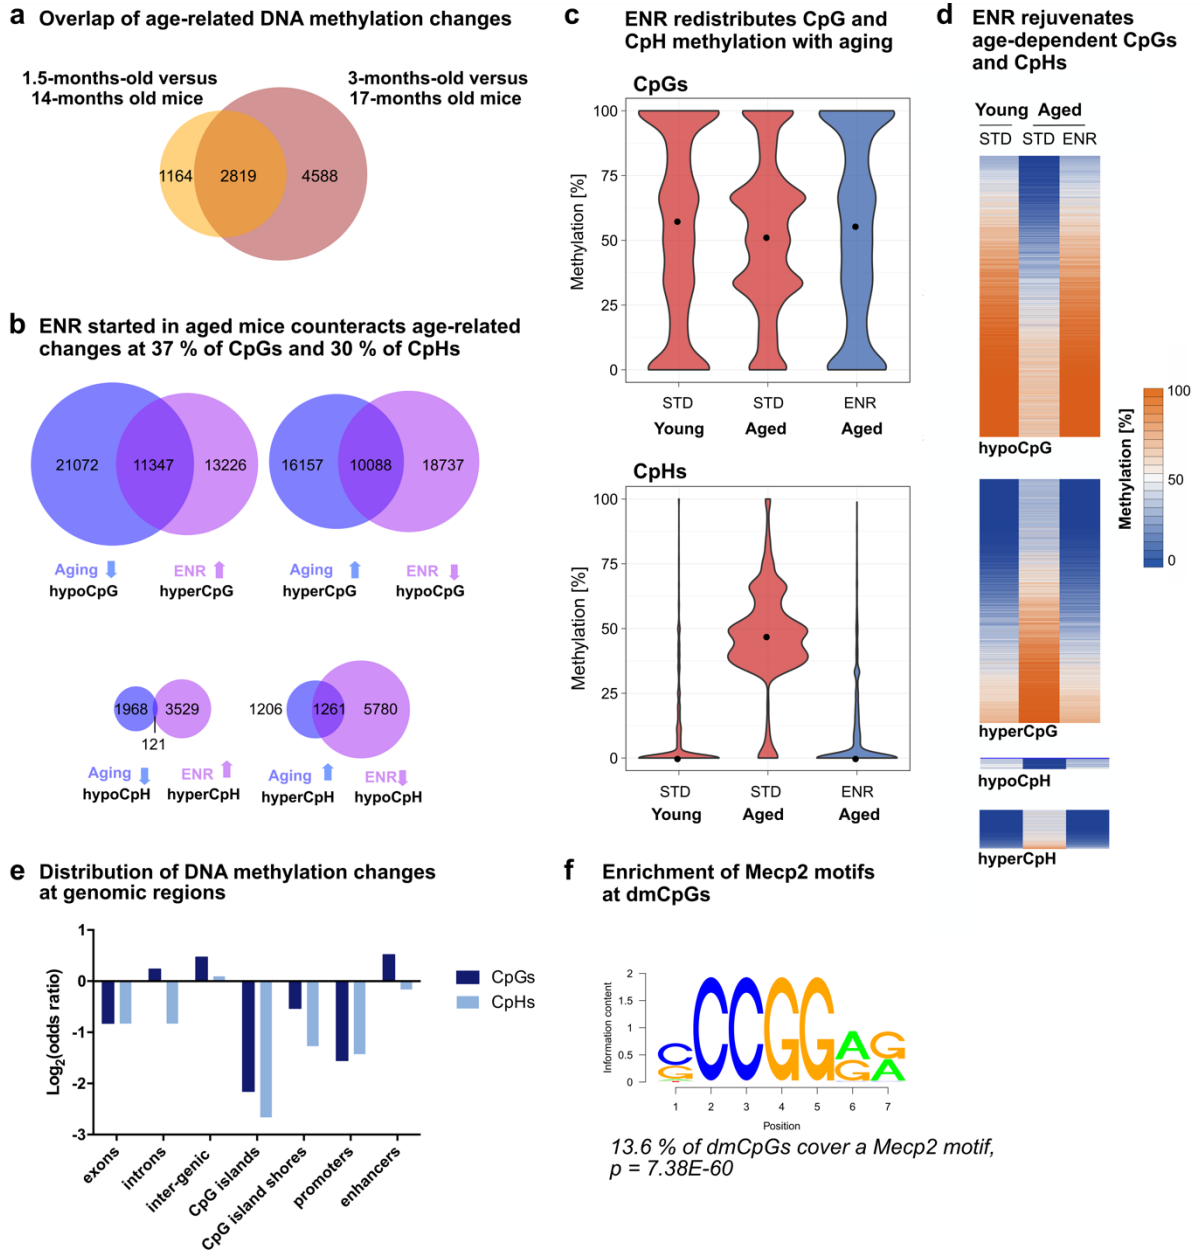 a Overlap of age-related DNA methylation changes
1.5-months-old versus
14-months old mice
3-months-old versus
17-months old mice
1164
2819
4588
b ENR started in aged mice counteracts age-related
changes at 37 % of CpGs and 30 % of CpHs
21072
11347
13226
16157
10088
18737
Aging
hypoCpG
ENR
hyperCpG
Aging
hyperCpG
ENR
hypoCpG
1968
3529
121
1206
1261
5780
Aging
hypoCpH
ENR
hyperCpH
Aging
hyperCpH
ENR
hypoCpH
c ENR redistributes CpG and
CpH methylation with aging
CpGs
Methylation [%]
100
75
50
25
0
STD
Young
STD
Aged
ENR
Aged
CpHs
Methylation [%]
100
75
50
25
0
STD
Young
STD
Aged
ENR
Aged
d ENR rejuvenates
age-dependent CpGs
and CpHs
Young Aged
STD STD ENR
hypoCpG
hyperCpG
hypoCpH
hyperCpH
Methylation [%]
100
50
0
e Distribution of DNA methylation changes
at genomic regions
Log2(odds ratio)
1
0
-1
-2
-3
exons
introns
inter-genic
CpG islands
CpG island shores
promoters
enhancers
CpGs
CpHs
f Enrichment of Mecp2 motifs
at dmCpGs
Information content
2
1.5
1
0.5
0
C
G
C
C
G
G
A
G
G
A
1 2 3 4 5 6 7
Position
13.6 % of dmCpGs cover a Mecp2 motif,
p = 7.38E-60